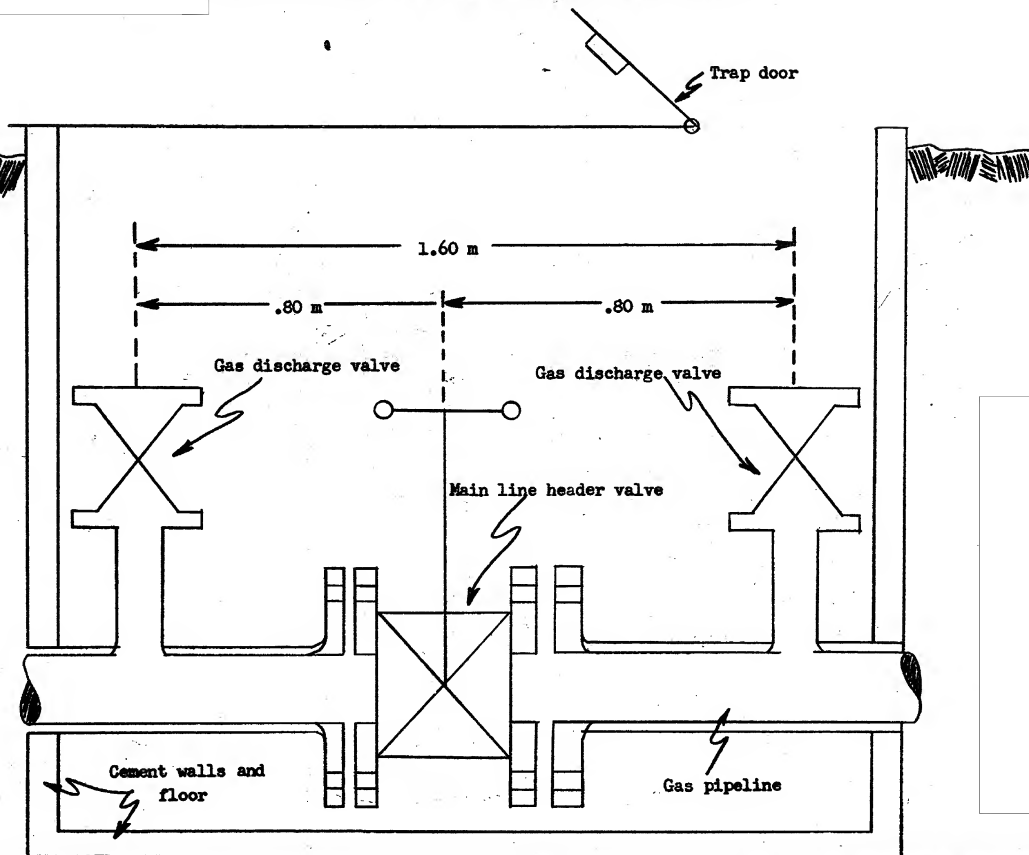 Trap door
1.60 m
.80 m
.80 m
Gas discharge valve
Gas discharge valve
Main line header valve
Cement walls and
floor
Gas pipeline